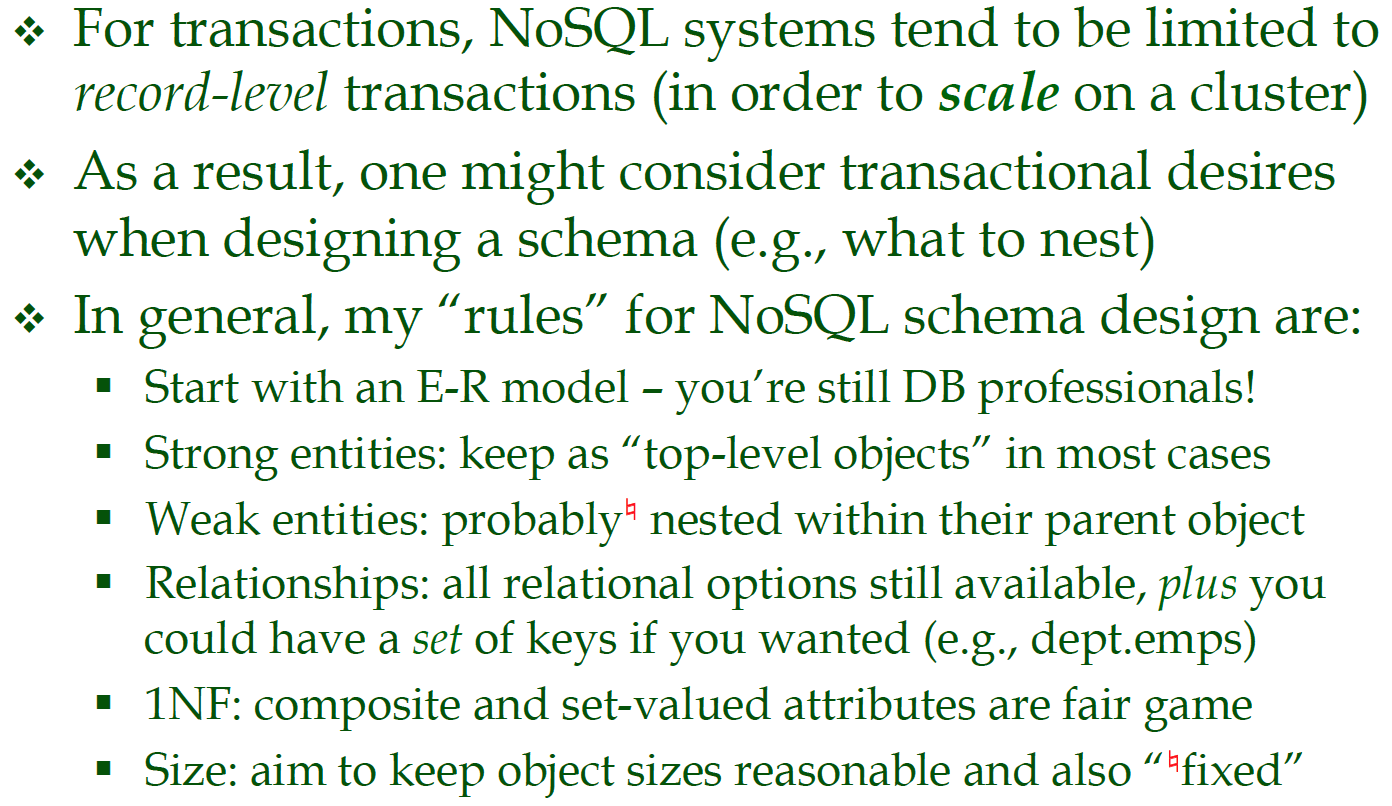 ❖ For transactions, NoSQL systems tend to be limited to
record-level transactions (in order to scale on a cluster)
❖ As a result, one might consider transactional desires
when designing a schema (e.g., what to nest)
❖ In general, my “rules” for NoSQL schema design are:
▪ Start with an E-R model – you’re still DB professionals!
▪ Strong entities: keep as “top-level objects” in most cases
▪ Weak entities: probably♮ nested within their parent object
▪ Relationships: all relational options still available, plus you
could have a set of keys if you wanted (e.g., dept.emps)
▪ 1NF: composite and set-valued attributes are fair game
▪ Size: aim to keep object sizes reasonable and also “♮fixed”